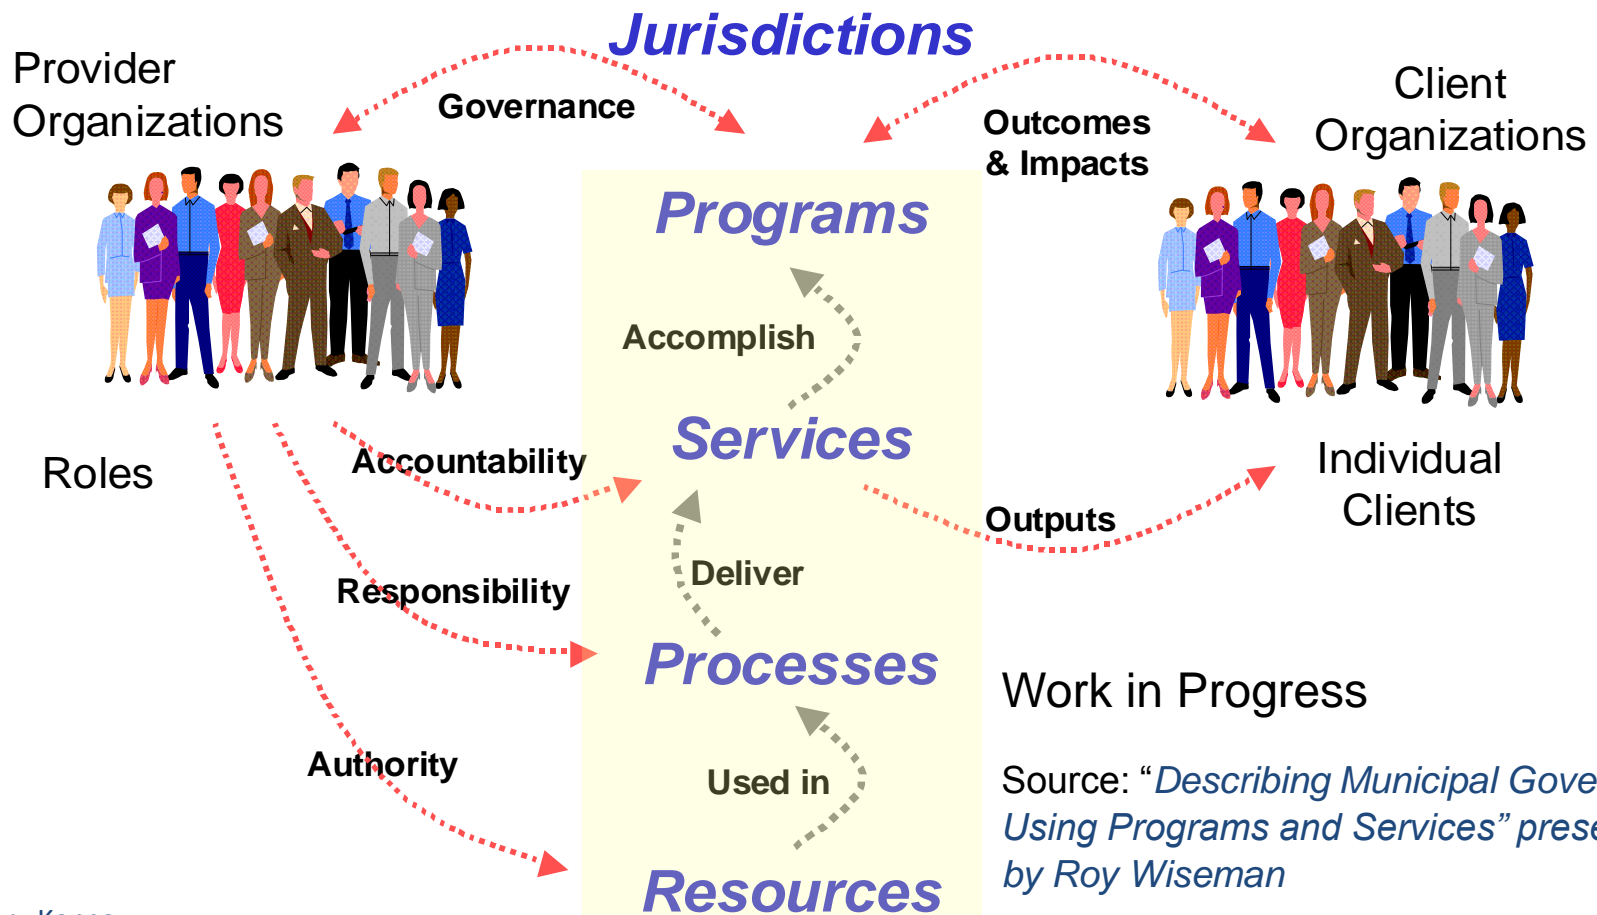 Jurisdictions
Provider
Organizations
Governance
Outcomes
& Impacts
Client
Organizations
Programs
Accomplish
Services
Roles
Accountability
Individual
Clients
Outputs
Deliver
Responsibility
Processes
Work in Progress
Authority
Used in
Source: “Describing Municipal Gove
Using Programs and Services” prese
by Roy Wiseman
Resources